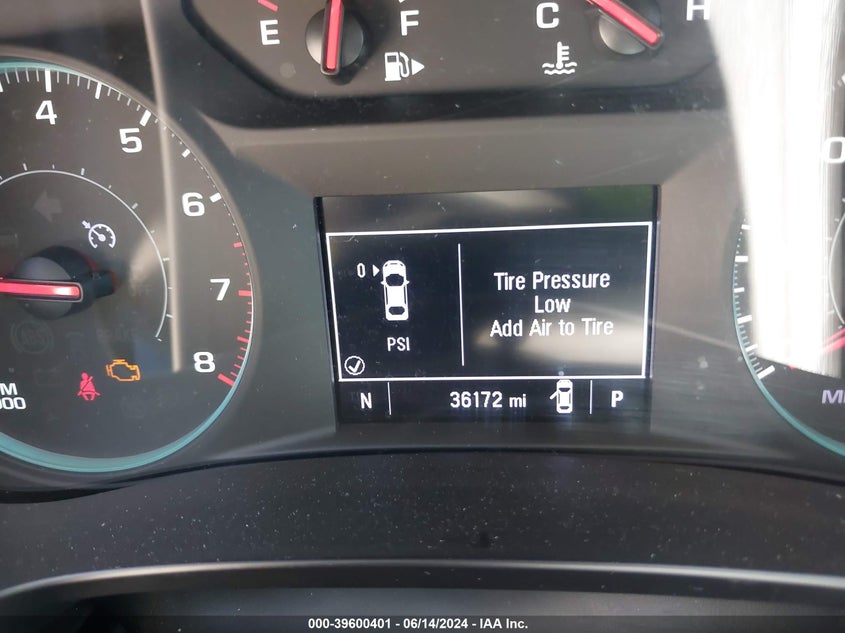 E F C H
4
5
6
7
8
0
Tire Pressure
Low
Add Air to Tire
PSI
N 36172 mi P
000-39600401 - 06/14/2024 - IAA Inc.